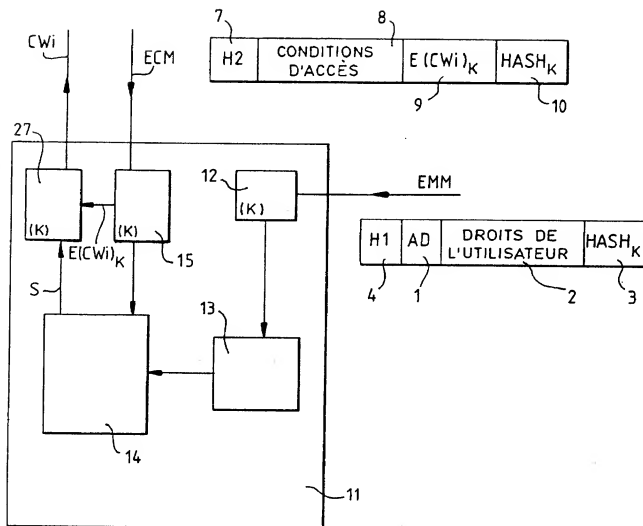 7
8
CWi
ECM
H2
CONDITIONS
D'ACCÈS
E(CWi)K
HASHK
9
10
27
12
EMM
(K)
(K)
(K)
E(CWi)K
15
H1
AD
DROITS DE
L'UTILISATEUR
HASHK
4
1
2
3
S
13
14
11